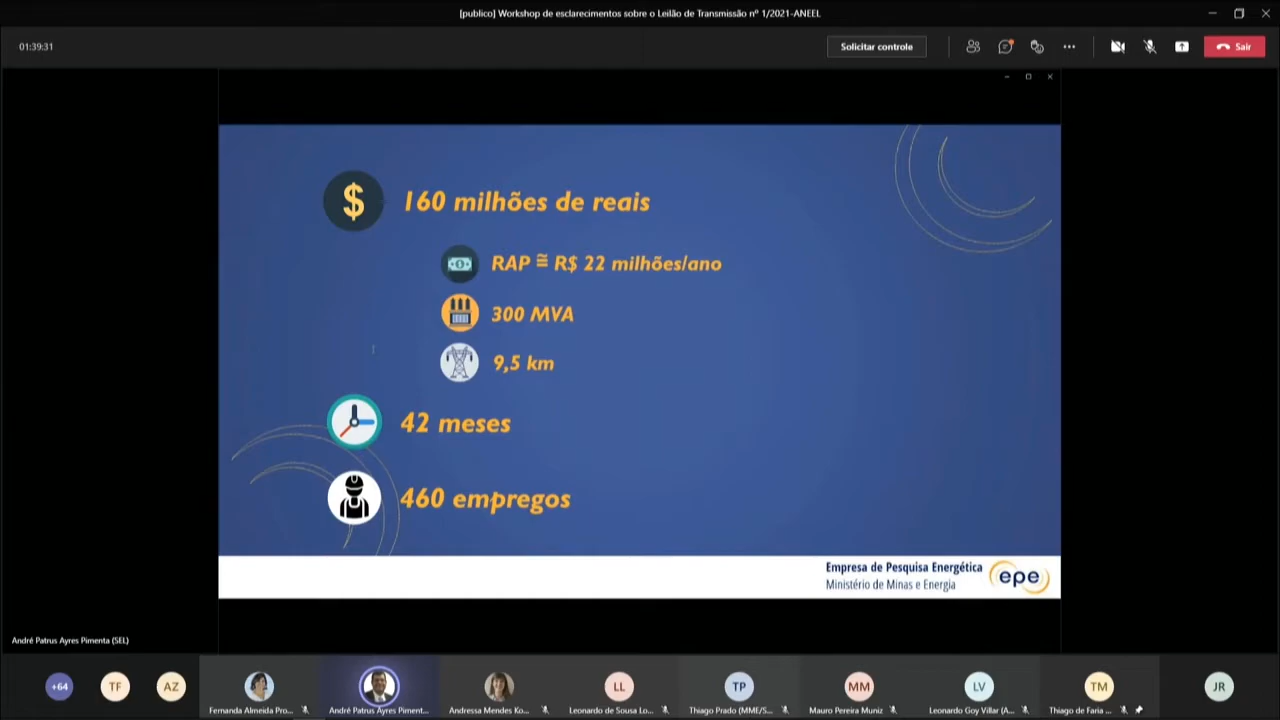 [publico] Workshop de esclarecimentos sobre o Leilão de Transmissão nº 1/2021-ANEEL
01:39:31
Solicitar controle
Sair
$ 160 milhões de reais
RAP ≅ R$ 22 milhões/ano
300 MVA
9,5 km
42 meses
460 empregos
Empresa de Pesquisa Energética
Ministério de Minas e Energia
epe
André Patrus Ayres Pimenta (SEL)
+64 TF AZ LL TP MM LV TM JR
Fernanda Almeida Pro... André Patrus Ayres Piment... Andressa Mendes Ko... Leonardo de Sousa Lo... Thiago Prado (MME/S... Mauro Pereira Muniz Leonardo Goy Villar (A... Thiago de Faria ...